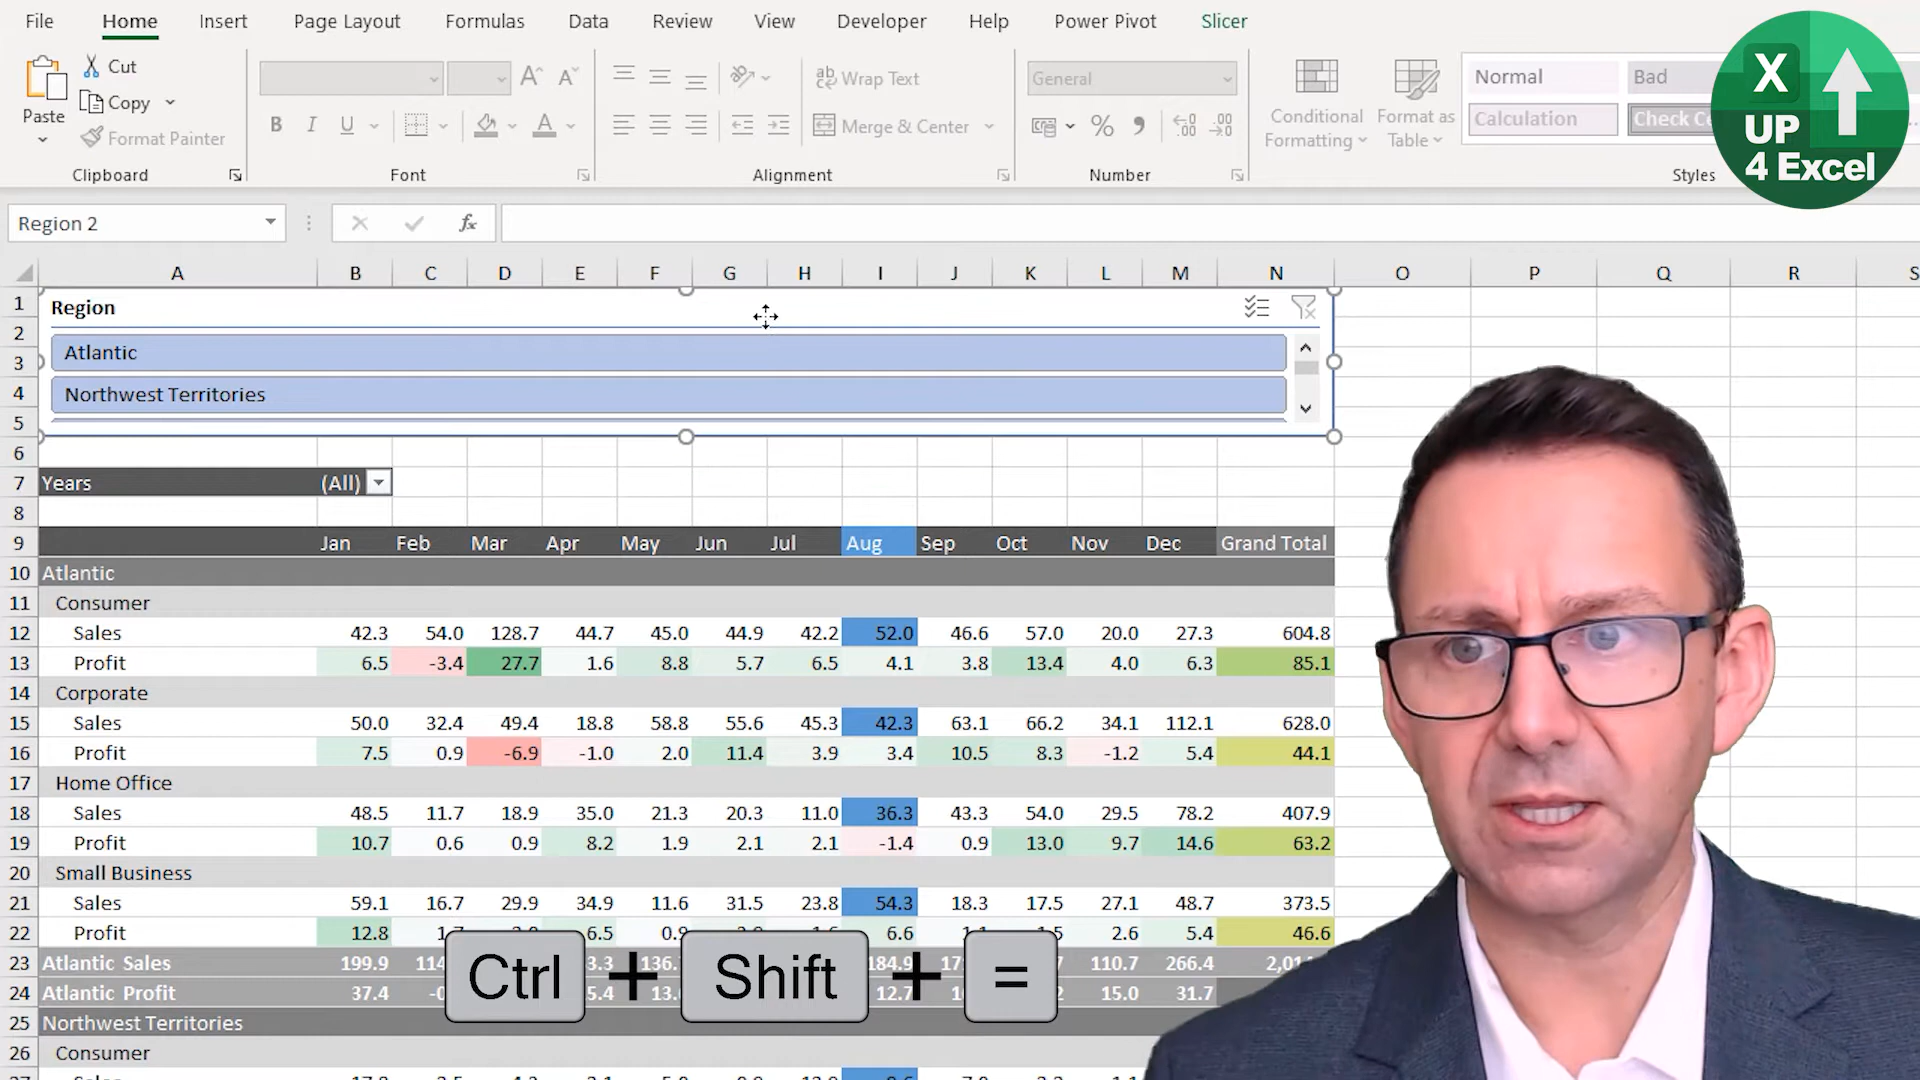 File Home Insert Page Layout Formulas Data Review View Developer Help Power Pivot Slicer
X UP 4 Excel
Paste
Cut
Copy
Format Painter
Clipboard
B I U A
A A
Font
ab Wrap Text
Merge & Center
Alignment
General
%
Number
Conditional Formatting
Format as Table
Normal Bad
Calculation
Styles
Region 2 fx
A B C D E F G H I J K L M N O P Q R S
1 Region
2
3 Atlantic
4 Northwest Territories
5
6
7 Years (All)
8
9 Jan Feb Mar Apr May Jun Jul Aug Sep Oct Nov Dec Grand Total
10 Atlantic
11 Consumer
12 Sales 42.3 54.0 128.7 44.7 45.0 44.9 42.2 52.0 46.6 57.0 20.0 27.3 604.8
13 Profit 6.5 -3.4 27.7 1.6 8.8 5.7 6.5 4.1 3.8 13.4 4.0 6.3 85.1
14 Corporate
15 Sales 50.0 32.4 49.4 18.8 58.8 55.6 45.3 42.3 63.1 66.2 34.1 112.1 628.0
16 Profit 7.5 0.9 -6.9 -1.0 2.0 11.4 3.9 3.4 10.5 8.3 -1.2 5.4 44.1
17 Home Office
18 Sales 48.5 11.7 18.9 35.0 21.3 20.3 11.0 36.3 43.3 54.0 29.5 78.2 407.9
19 Profit 10.7 0.6 0.9 8.2 1.9 2.1 2.1 -1.4 0.9 13.0 9.7 14.6 63.2
20 Small Business
21 Sales 59.1 16.7 29.9 34.9 11.6 31.5 23.8 54.3 18.3 17.5 27.1 48.7 373.5
22 Profit 12.8 6.5 6.6 2.6 5.4 46.6
23 Atlantic Sales 199.9 184.9 110.7 266.4
24 Atlantic Profit 37.4 12.7 15.0 31.7
25 Northwest Territories
26 Consumer
Ctrl + Shift + =